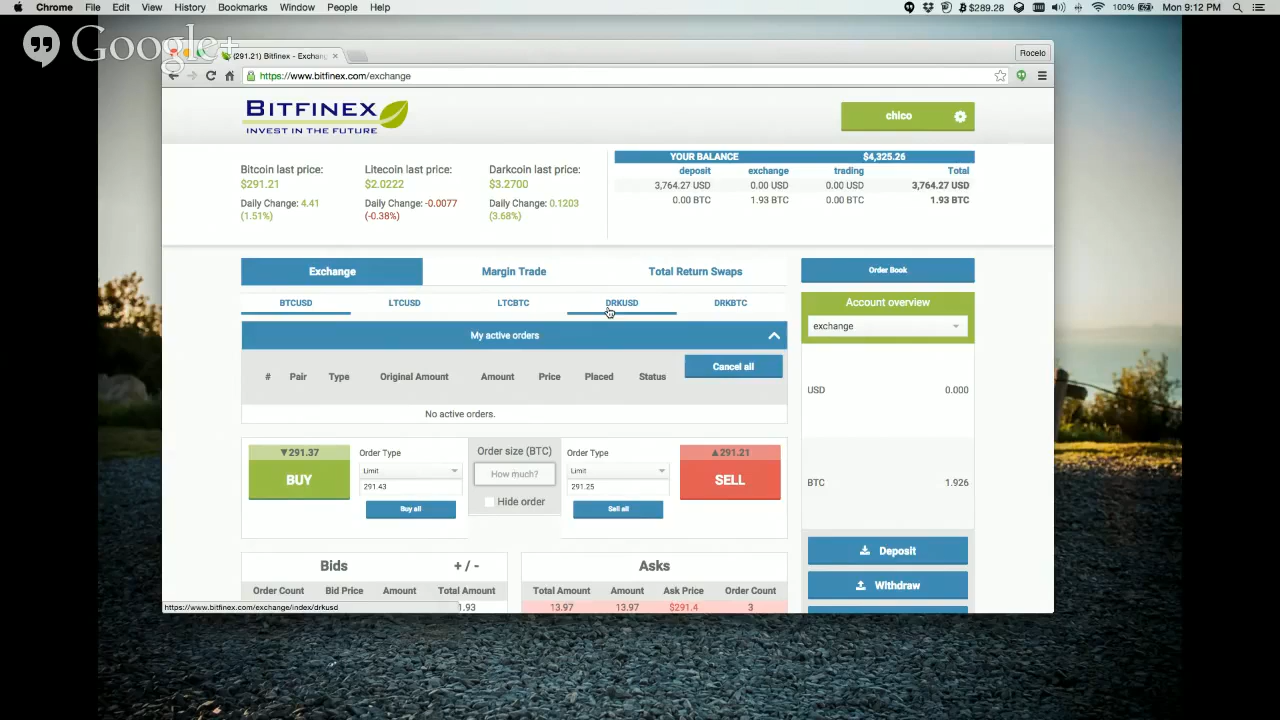 Chrome File Edit View History Bookmarks Window People Help
$289.28 100% Mon 9:12 PM
Google+
(291.21) Bitfinex - Exchang
Rocelo
https://www.bitfinex.com/exchange
BITFINEX
INVEST IN THE FUTURE
chico
Bitcoin last price: Litecoin last price: Darkcoin last price:
$291.21 $2.0222 $3.2700
Daily Change: 4.41 Daily Change: -0.0077 Daily Change: 0.1203
(1.51%) (-0.38%) (3.68%)
YOUR BALANCE $4,325.26
deposit exchange trading Total
3,764.27 USD 0.00 USD 0.00 USD 3,764.27 USD
0.00 BTC 1.93 BTC 0.00 BTC 1.93 BTC
Exchange Margin Trade Total Return Swaps
BTCUSD LTCUSD LTCBTC DRKUSD DRKBTC
My active orders
# Pair Type Original Amount Amount Price Placed Status
Cancel all
No active orders.
▼291.37
BUY
Order Type
Limit
291.43
Buy all
Order size (BTC)
How much?
Hide order
Order Type
Limit
291.25
Sell all
▲291.21
SELL
Bids + / -
Order Count Bid Price Amount Total Amount
1.93
Asks
Total Amount Amount Ask Price Order Count
13.97 13.97 $291.4 3
Order Book
Account overview
exchange
USD 0.000
BTC 1.926
Deposit
Withdraw
https://www.bitfinex.com/exchange/index/drkusd